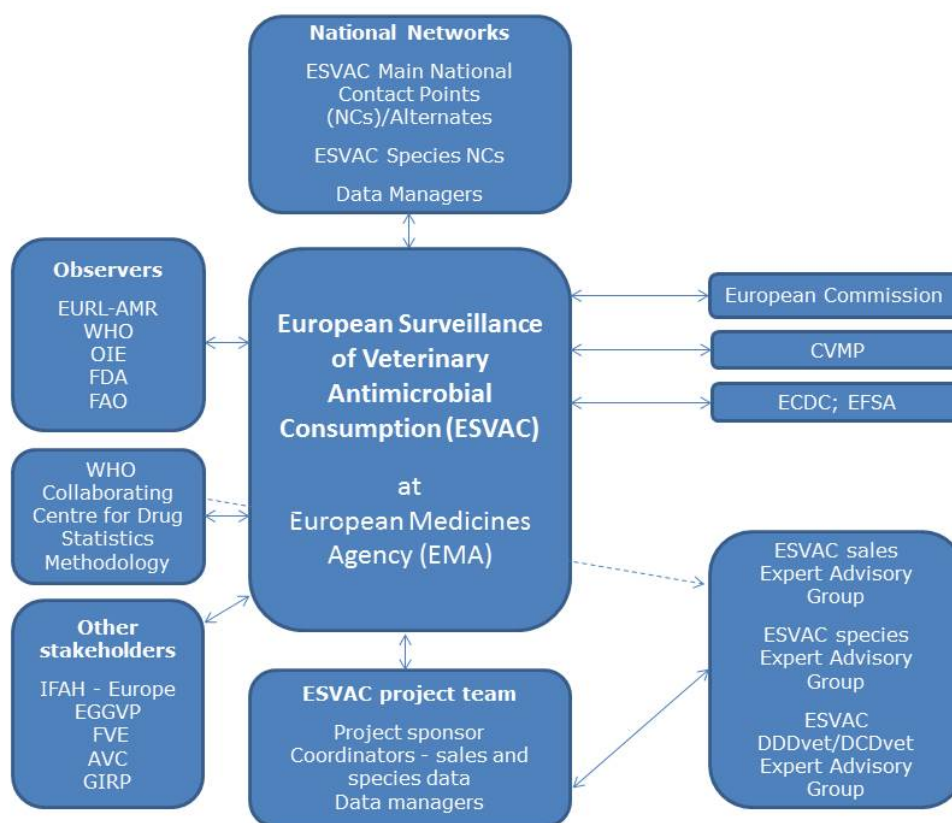 National Networks
ESVAC Main National
Contact Points
(NCs)/Alternates
ESVAC Species NCs
Data Managers
Observers
EURL-AMR
WHO
OIE
FDA
FAO
European Surveillance
of Veterinary
Antimicrobial
Consumption (ESVAC)
at
European Medicines
Agency (EMA)
European Commission
CVMP
ECDC; EFSA
WHO
Collaborating
Centre for Drug
Statistics
Methodology
Other
stakeholders
IFAH - Europe
EGGVP
FVE
AVC
GIRP
ESVAC project team
Project sponsor
Coordinators - sales and
species data
Data managers
ESVAC sales
Expert Advisory
Group
ESVAC species
Expert Advisory
Group
ESVAC
DDDvet/DCDvet
Expert Advisory
Group